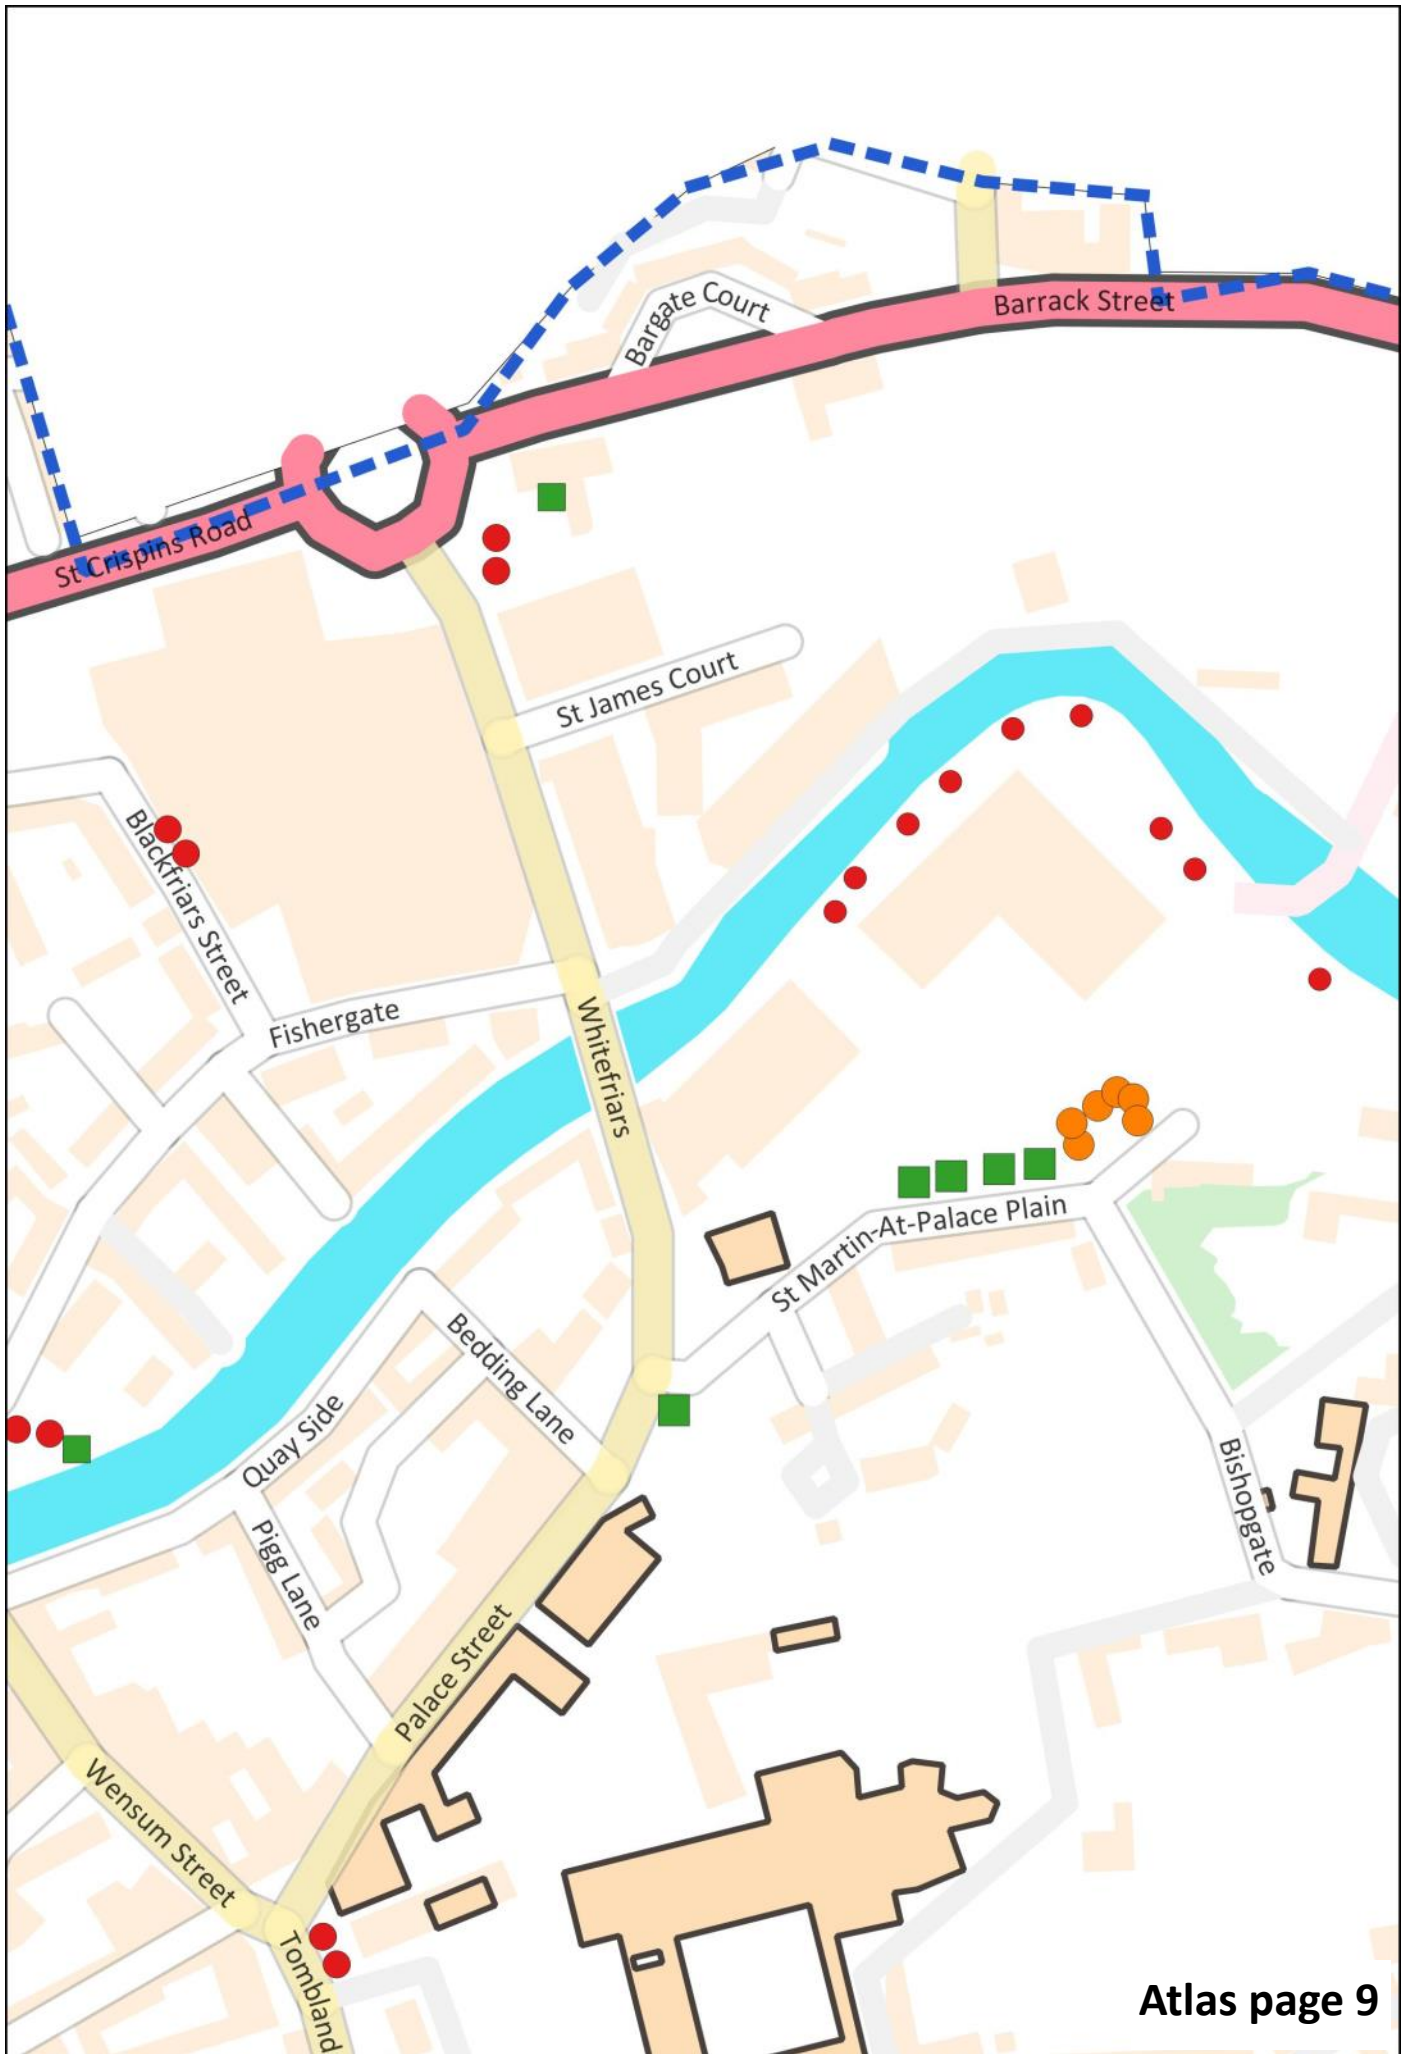 Barrack Street
Bargate Court
St Crispins Road
St James Court
Blackfriars Street
Fishergate
Whitefriars
St Martin-At-Palace Plain
Bedding Lane
Quay Side
Bishopgate
Pigg Lane
Palace Street
Wensum Street
Tombland
Atlas page 9